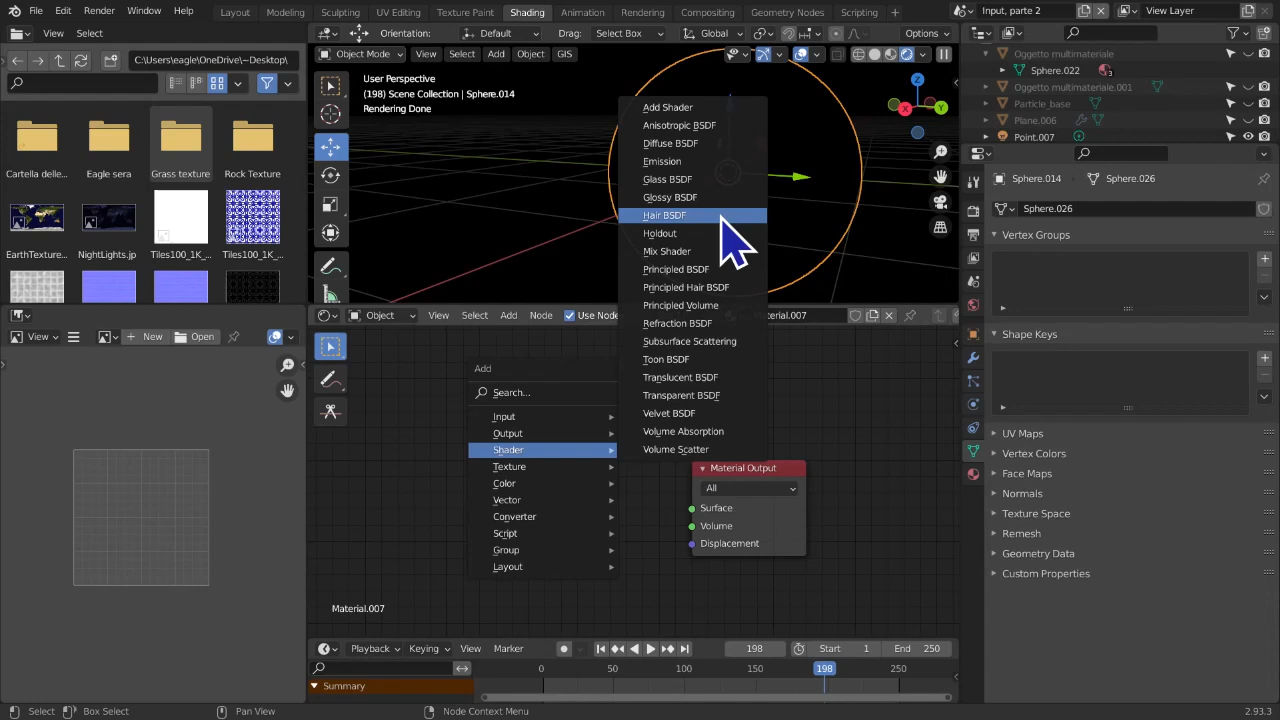 File Edit Render Window Help Layout Modeling Sculpting UV Editing Texture Paint Shading Animation Rendering Compositing Geometry Nodes Scripting + Input, parte 2 View Layer
View Select
Orientation: Default Drag: Select Box Global Options
C:\Users\eagle\OneDrive\~Desktop\
Object Mode View Select Add Object GIS
User Perspective
(198) Scene Collection | Sphere.014
Rendering Done
Cartella delle... Eagle sera Grass texture Rock Texture
EarthTexture... NightLights.jp Tiles100_1K_... Tiles100_1K_...
Z
X
Y
Oggetto multimateriale
Sphere.022 3
Oggetto multimateriale.001
Particle_base
Plane.006
Point.007
Sphere.014 Sphere.026
Sphere.026
Vertex Groups
Shape Keys
UV Maps
Vertex Colors
Face Maps
Normals
Texture Space
Remesh
Geometry Data
Custom Properties
Add Shader
Anisotropic BSDF
Diffuse BSDF
Emission
Glass BSDF
Glossy BSDF
Hair BSDF
Holdout
Mix Shader
Principled BSDF
Principled Hair BSDF
Principled Volume
Refraction BSDF
Subsurface Scattering
Toon BSDF
Translucent BSDF
Transparent BSDF
Velvet BSDF
Volume Absorption
Volume Scatter
Object View Select Add Node Use Node Material.007
View New Open
Add
Search...
Input
Output
Shader
Texture
Color
Vector
Converter
Script
Group
Layout
Material Output
All
Surface
Volume
Displacement
Material.007
Playback Keying View Marker 198 Start 1 End 250
0 50 100 150 198 250
Summary
Select Box Select Pan View Node Context Menu 2.93.3